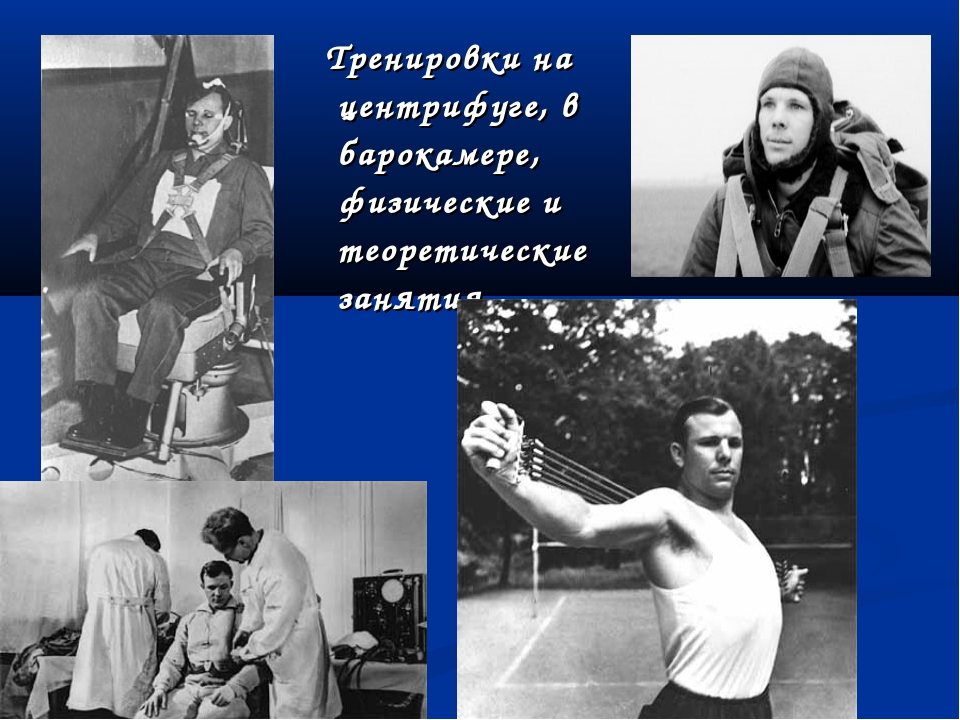 Тренировки на
центрифуге, в
барокамере,
физические и
теоретические
занятия